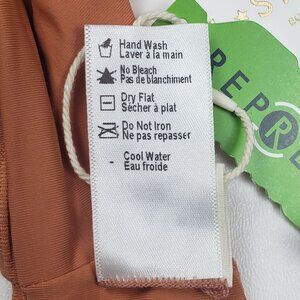 Hand Wash
Laver à la main
No Bleach
Pas de blanchiment
Dry Flat
Sécher à plat
Do Not Iron
Ne pas repasser
- Cool Water
Eau froide
REPRE